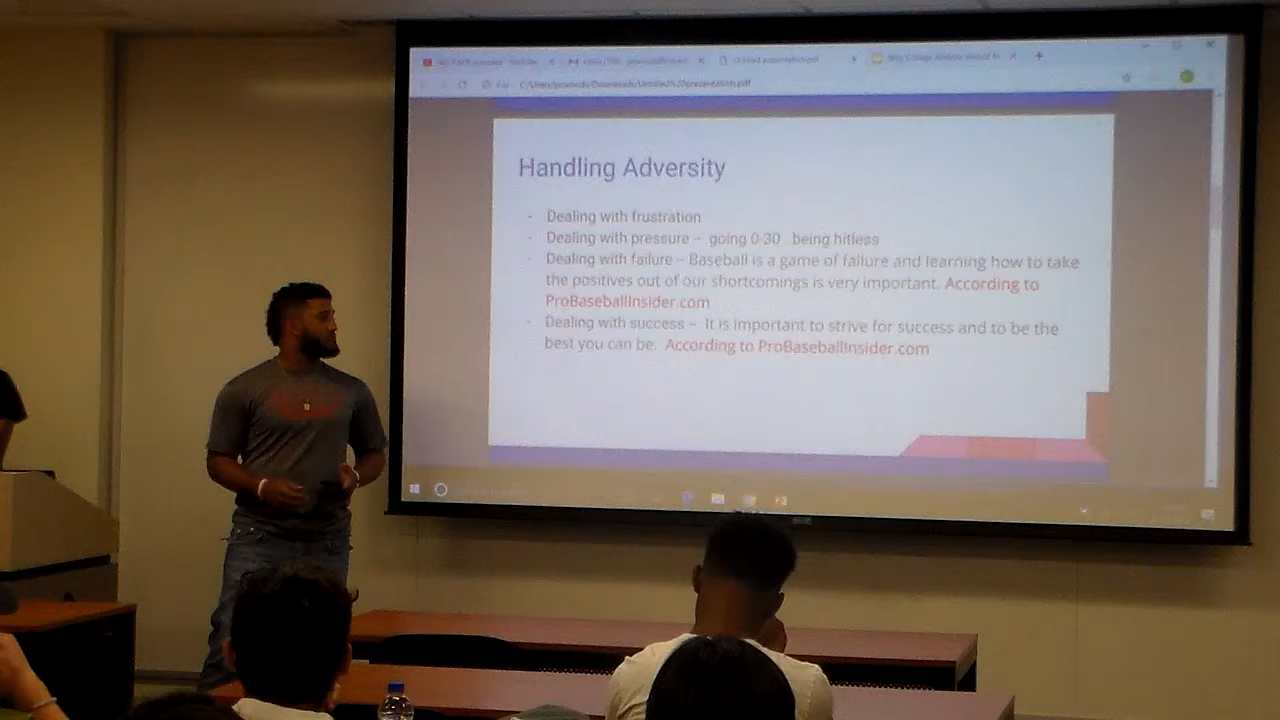 C:/Users/
Handling Adversity
- Dealing with frustration
- Dealing with pressure – going 0-30 . being hitless
- Dealing with failure – Baseball is a game of failure and learning how to take
the positives out of our shortcomings is very important. According to
ProBaseballInsider.com
- Dealing with success – It is important to strive for success and to be the
best you can be. According to ProBaseballInsider.com